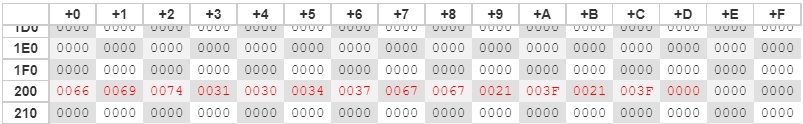 +0 +1 +2 +3 +4 +5 +6 +7 +8 +9 +A +B +C +D +E +F
1D0 0000 0000 0000 0000 0000 0000 0000 0000 0000 0000 0000 0000 0000 0000 0000 0000
1E0 0000 0000 0000 0000 0000 0000 0000 0000 0000 0000 0000 0000 0000 0000 0000 0000
1F0 0000 0000 0000 0000 0000 0000 0000 0000 0000 0000 0000 0000 0000 0000 0000 0000
200 0066 0069 0074 0031 0030 0034 0037 0067 0067 0021 003F 0021 003F 0000 0000 0000
210 0000 0000 0000 0000 0000 0000 0000 0000 0000 0000 0000 0000 0000 0000 0000 0000